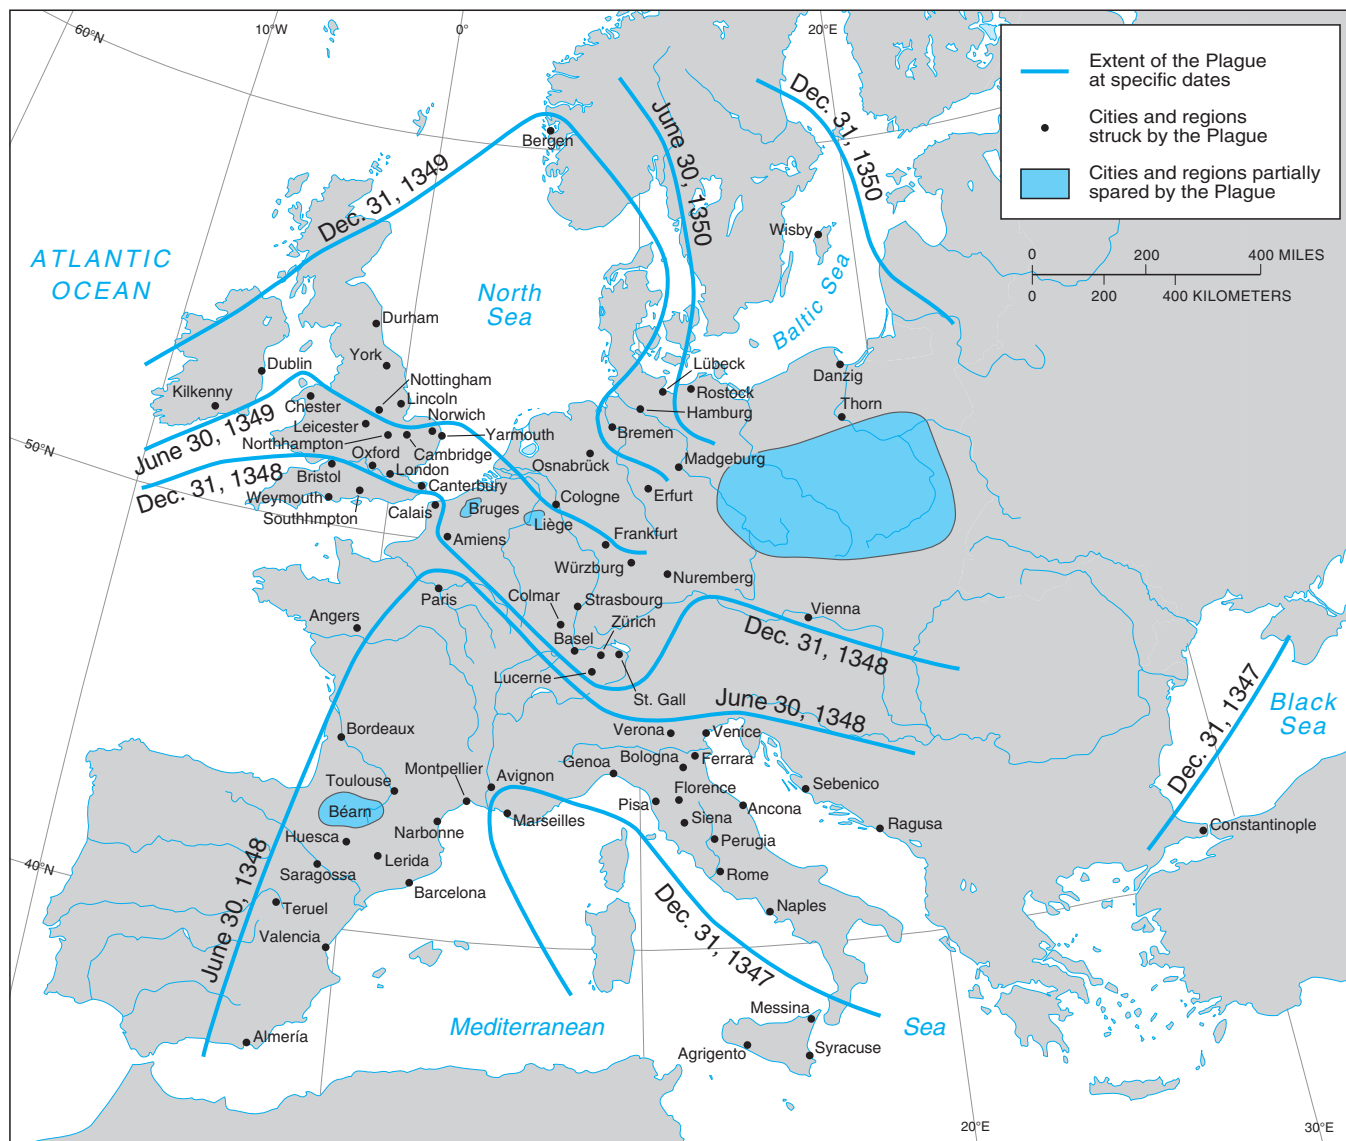 60°N
10°W
0°
20°E
Extent of the Plague
at specific dates
Cities and regions
struck by the Plague
Cities and regions partially
spared by the Plague
0 200 400 MILES
0 200 400 KILOMETERS
Dec. 31, 1349
June 30, 1350
Dec. 31, 1350
Bergen
Wisby
ATLANTIC
OCEAN
North
Sea
Baltic Sea
Durham
York
Dublin
Nottingham
Kilkenny
Chester
Lincoln
Leicester
Norwich
Northhampton
Yarmouth
Cambridge
Oxford
London
Bristol
Canterbury
Weymouth
Southhmpton
Calais
June 30, 1349
Dec. 31, 1348
50°N
Lübeck
Rostock
Hamburg
Danzig
Thorn
Bremen
Osnabrück
Madgeburg
Erfurt
Cologne
Bruges
Liège
Amiens
Frankfurt
Würzburg
Nuremberg
Paris
Colmar
Strasbourg
Angers
Basel
Zürich
Lucerne
St. Gall
Vienna
Dec. 31, 1348
June 30, 1348
Dec. 31, 1347
Black
Sea
Bordeaux
Verona
Venice
Bologna
Ferrara
Genoa
Montpellier
Avignon
Toulouse
Florence
Sebenico
Béarn
Pisa
Ancona
Marseilles
Siena
Ragusa
Constantinople
Huesca
Narbonne
Perugia
Lerida
Saragossa
Rome
Barcelona
40°N
June 30, 1348
Teruel
Naples
Valencia
Dec. 31, 1347
Messina
Mediterranean
Sea
Almería
Agrigento
Syracuse
20°E
30°E